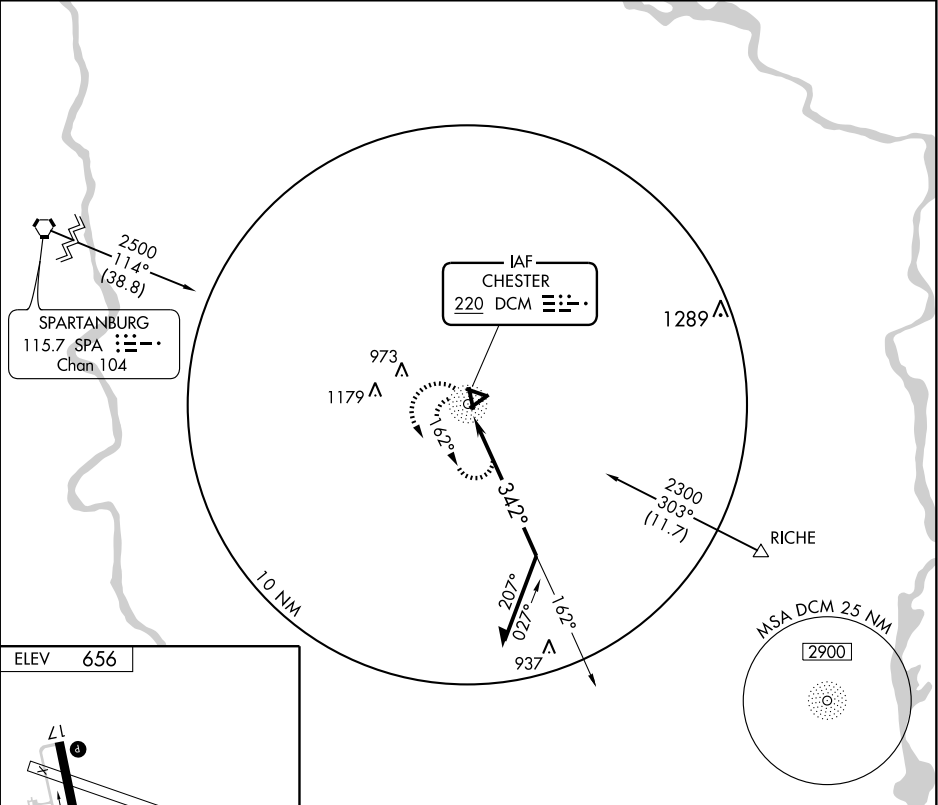 2500
114°
(38.8)
SPARTANBURG
115.7 SPA
Chan 104
IAF
CHESTER
220 DCM
1289
973
1179
162°
342°
2300
303°
(11.7)
RICHE
207°
027°
162°
937
10 NM
MSA DCM 25 NM
2900
ELEV 656
17
P
X